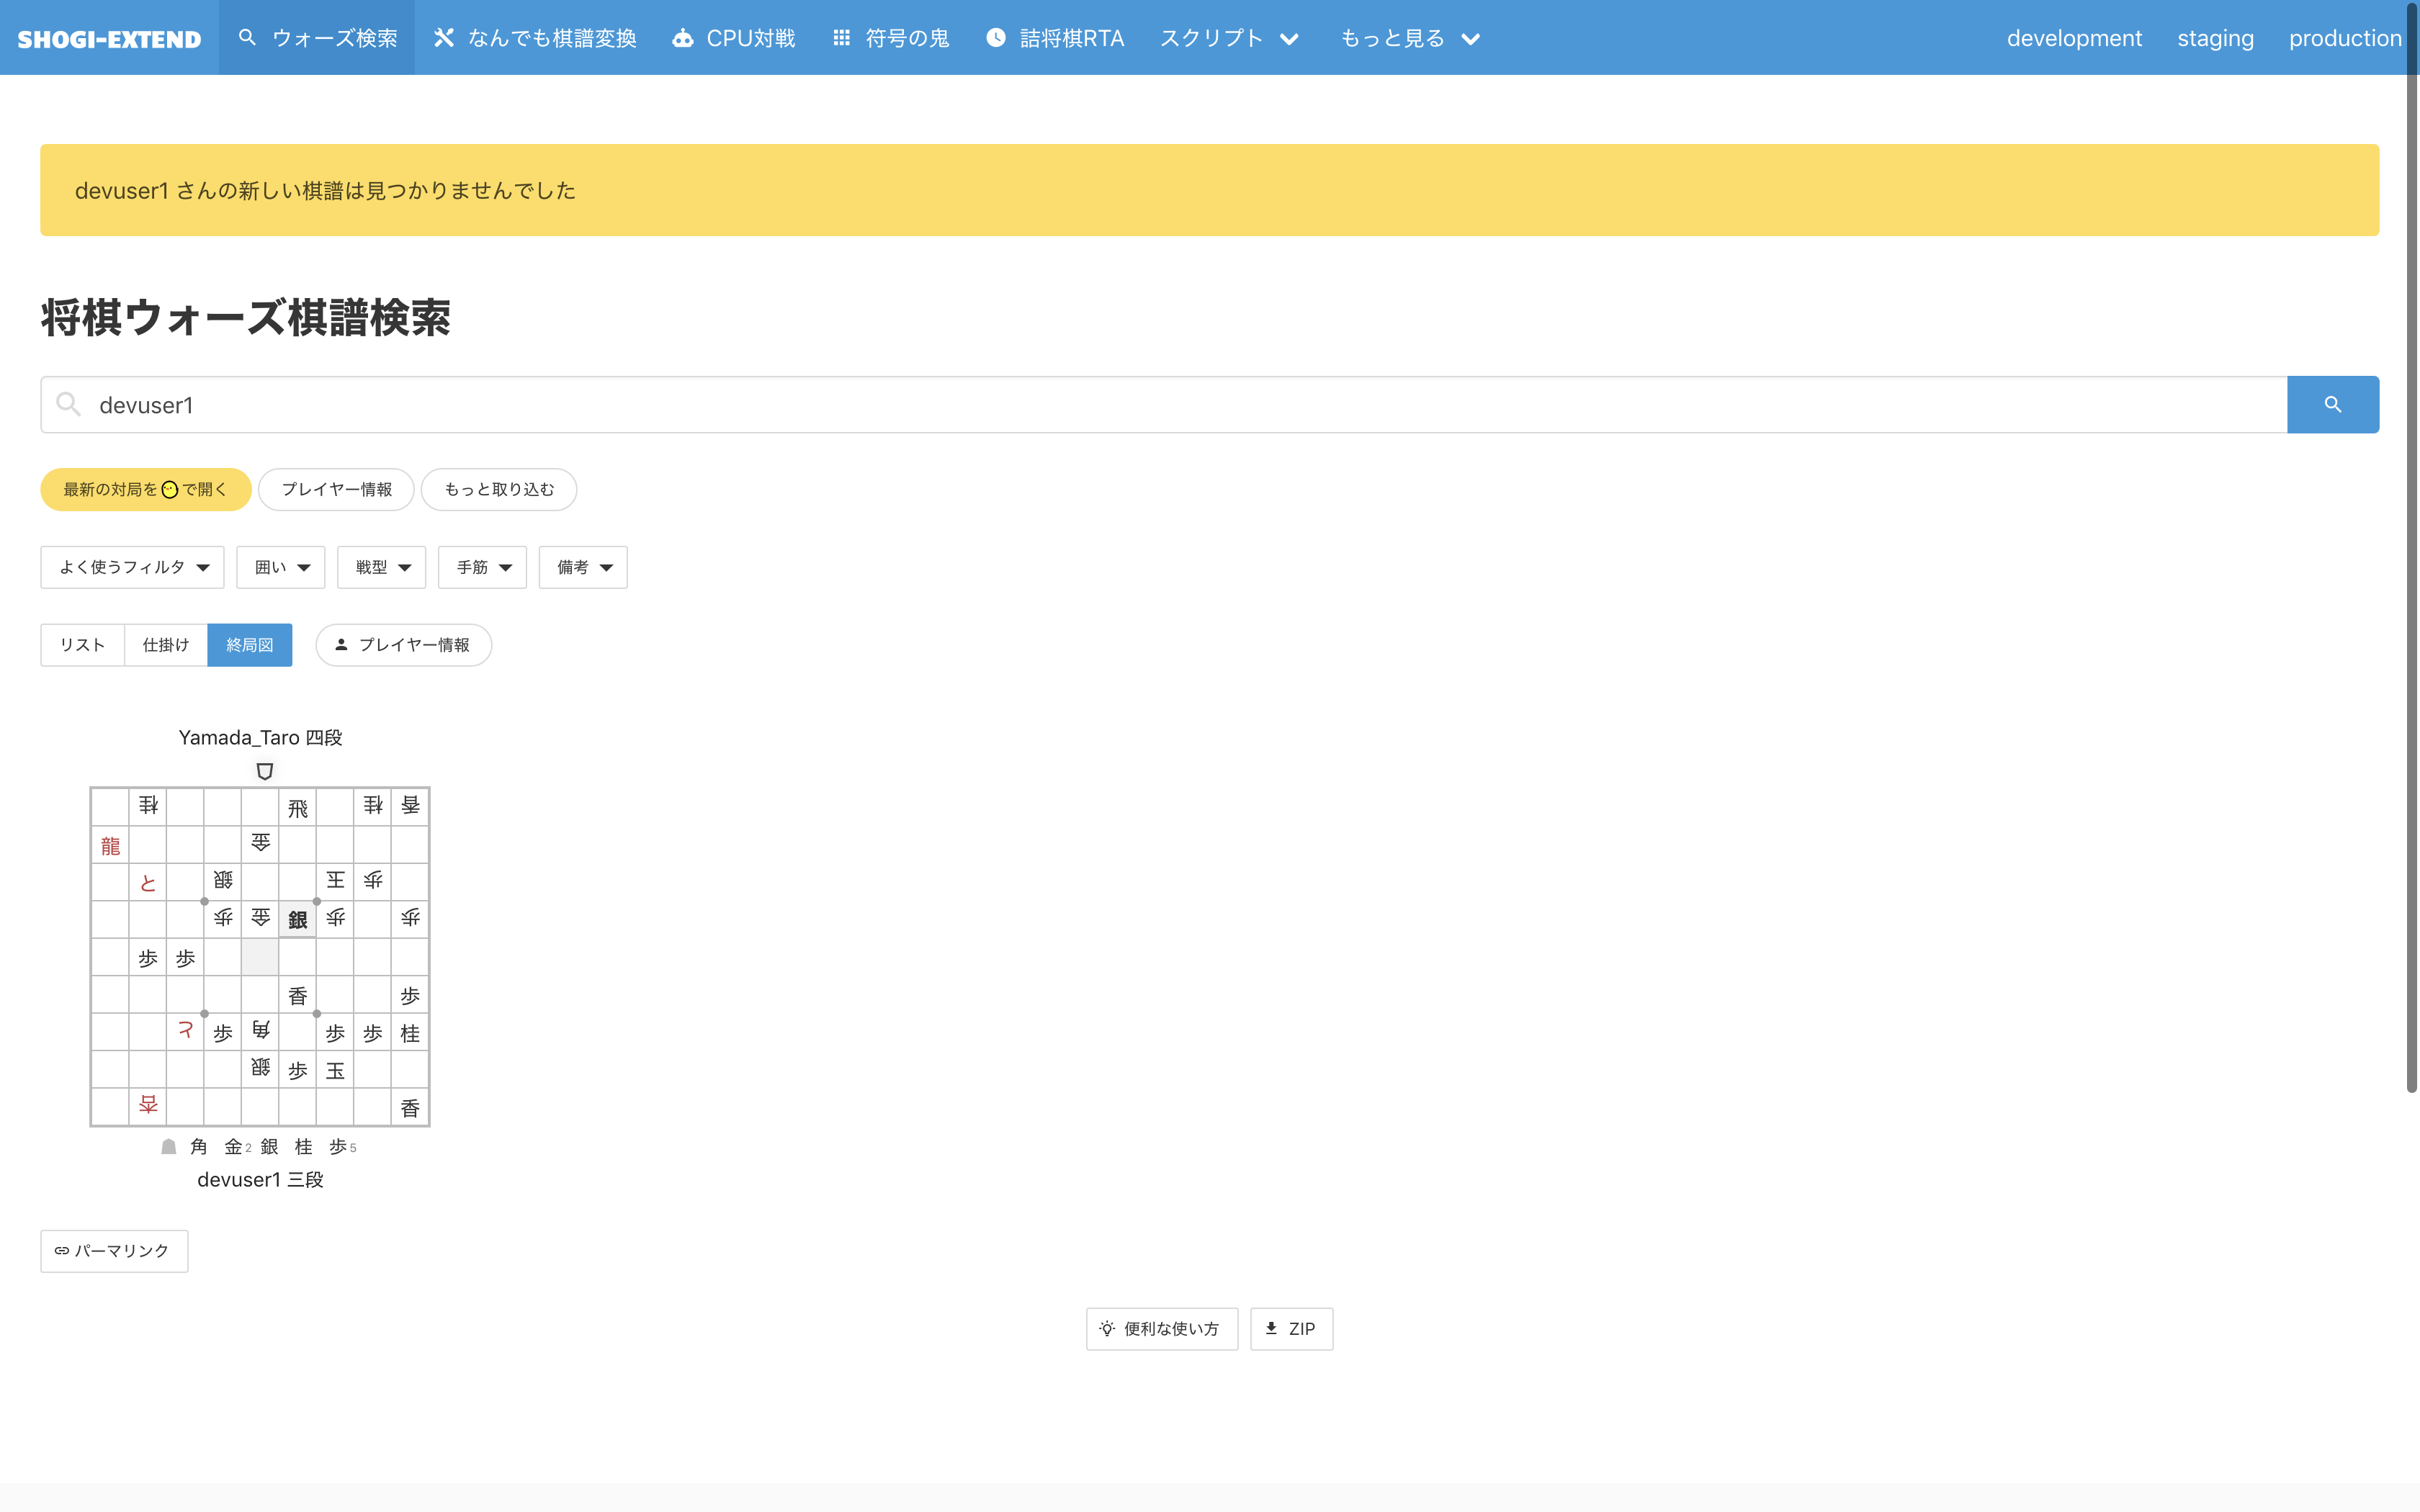 SHOGI-EXTEND ウォーズ検索 なんでも棋譜変換 CPU対戦 符号の鬼 詰将棋RTA スクリプト もっと見る development staging production
devuser1 さんの新しい棋譜は見つかりませんでした
将棋ウォーズ棋譜検索
devuser1
最新の対局をで開く プレイヤー情報 もっと取り込む
よく使うフィルタ 囲い 戦型 手筋 備考
リスト 仕掛け 終局図 プレイヤー情報
Yamada_Taro 四段
桂 飛 桂 香
龍 金
と 銀 王 歩
歩 金 銀 歩 歩
歩 歩
香 歩
と 歩 角 歩 歩 桂
銀 歩 玉
杏 香
角 金2 銀 桂 歩5
devuser1 三段
パーマリンク
便利な使い方 ZIP